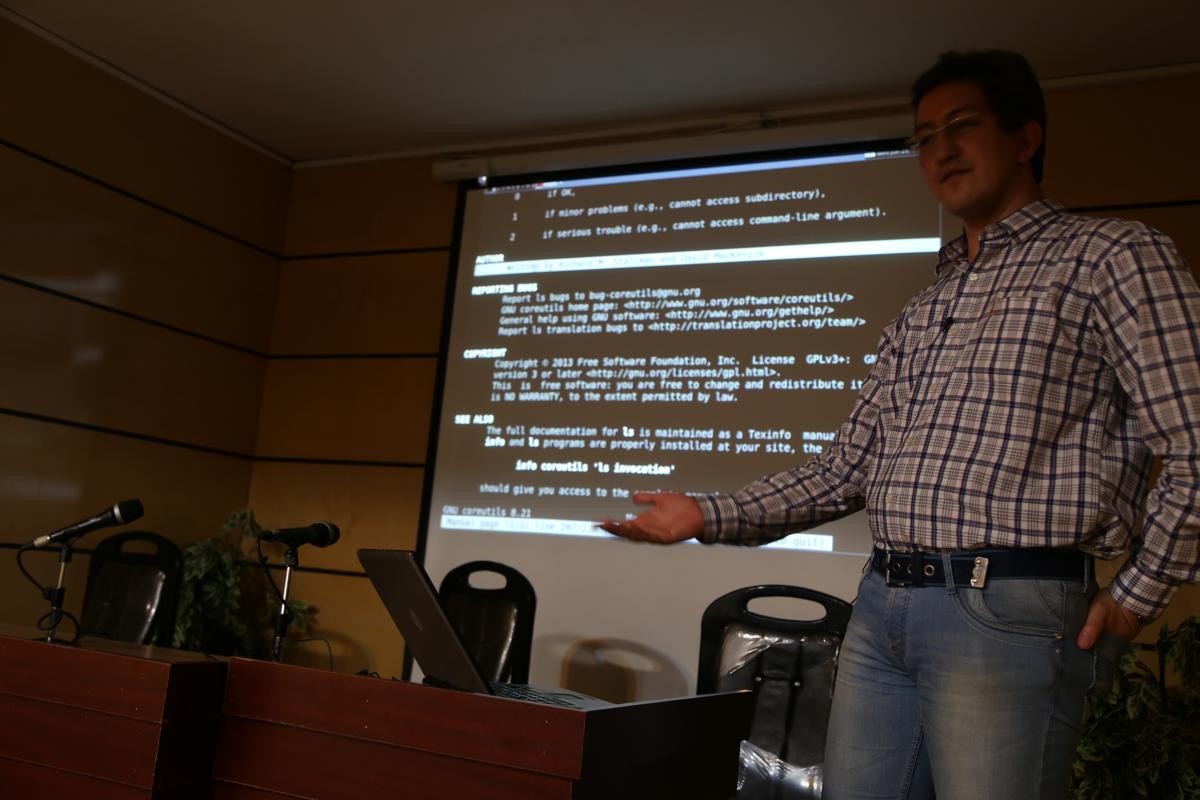 0 if OK,
1 if minor problems (e.g., cannot access subdirectory),
2 if serious trouble (e.g., cannot access command-line argument).
AUTHOR
Written by Richard M. Stallman and David MacKenzie
REPORTING BUGS
Report ls bugs to bug-coreutils@gnu.org
GNU coreutils home page: <http://www.gnu.org/software/coreutils/>
General help using GNU software: <http://www.gnu.org/gethelp/>
Report ls translation bugs to <http://translationproject.org/team/>
COPYRIGHT
Copyright © 2013 Free Software Foundation, Inc. License GPLv3+:
version 3 or later <http://gnu.org/licenses/gpl.html>.
This is free software: you are free to change and redistribute it
is NO WARRANTY, to the extent permitted by law.
SEE ALSO
The full documentation for ls is maintained as a Texinfo
info and ls programs are properly installed at your site, the
info coreutils 'ls invocation'
should give you access to the
GNU coreutils 8.21
Manual page ls(1) line quit)